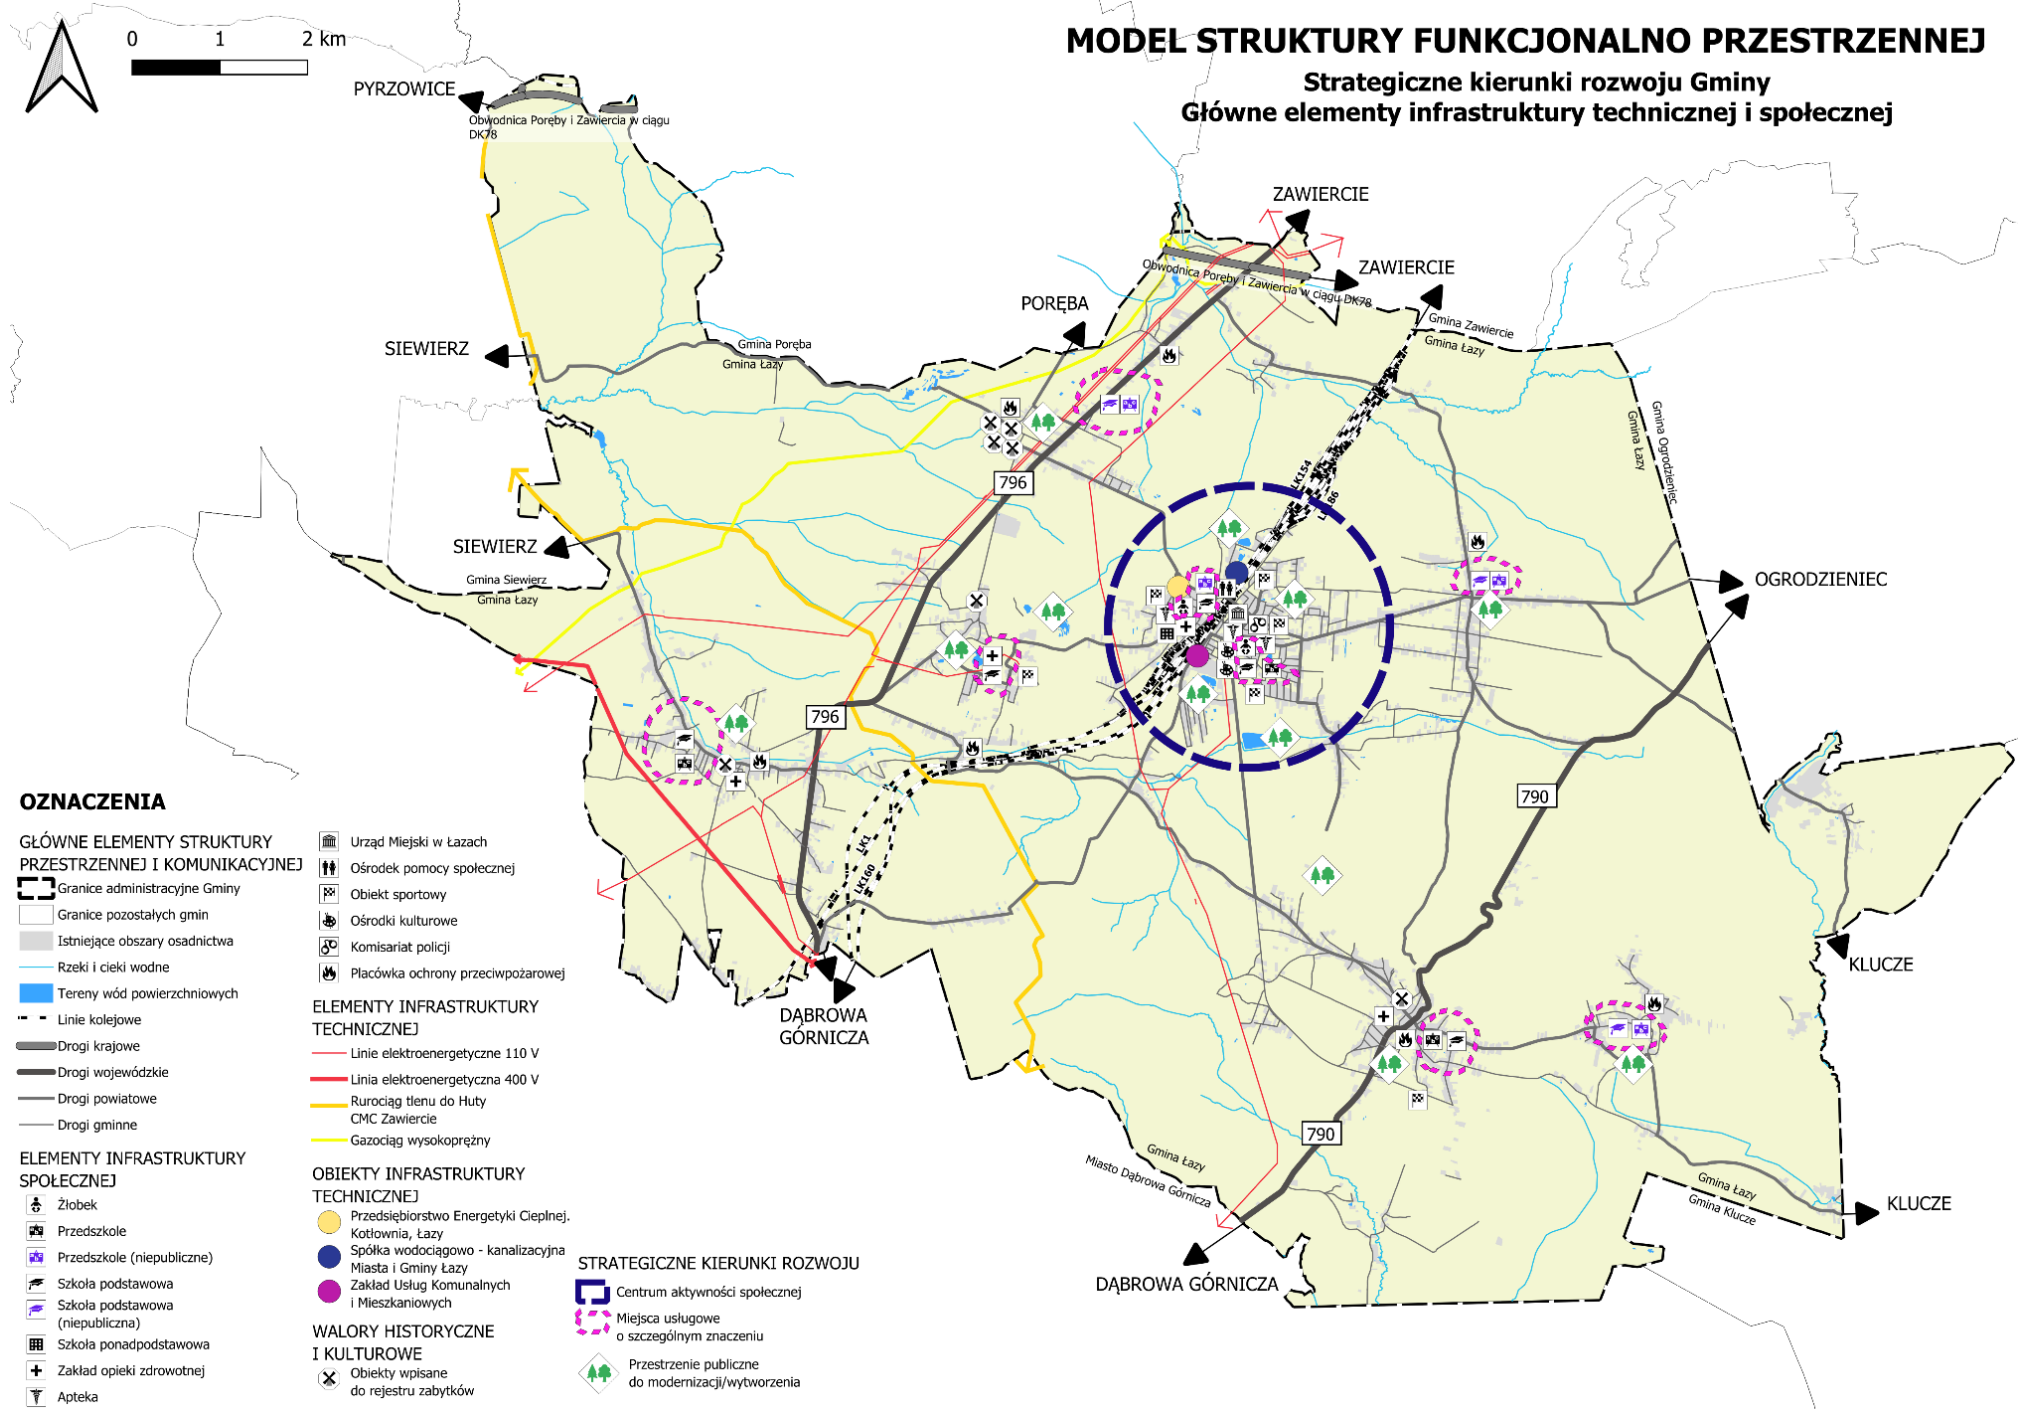 MODEL STRUKTURY FUNKCJONALNO PRZESTRZENNEJ
Strategiczne kierunki rozwoju Gminy
Główne elementy infrastruktury technicznej i społecznej
0 1 2 km
PYRZOWICE
Obwodnica Poręby i Zawiercia w ciągu
DK78
ZAWIERCIE
ZAWIERCIE
Obwodnica Poręby i Zawiercia w ciągu DK78
PORĘBA
Gmina Zawiercie
Gmina Łazy
SIEWIERZ
Gmina Poręba
Gmina Łazy
Gmina Ogrodzieniec
Gmina Łazy
796
LK154
SIEWIERZ
Gmina Siewierz
Gmina Łazy
OGRODZIENIEC
796
790
LK1
LK160
DĄBROWA
GÓRNICZA
KLUCZE
790
Gmina Łazy
Miasto Dąbrowa Górnicza
Gmina Łazy
Gmina Klucze
KLUCZE
DĄBROWA GÓRNICZA
OZNACZENIA
GŁÓWNE ELEMENTY STRUKTURY
PRZESTRZENNEJ I KOMUNIKACYJNEJ
Granice administracyjne Gminy
Granice pozostałych gmin
Istniejące obszary osadnictwa
Rzeki i cieki wodne
Tereny wód powierzchniowych
Linie kolejowe
Drogi krajowe
Drogi wojewódzkie
Drogi powiatowe
Drogi gminne
ELEMENTY INFRASTRUKTURY
SPOŁECZNEJ
Żłobek
Przedszkole
Przedszkole (niepubliczne)
Szkoła podstawowa
Szkoła podstawowa
(niepubliczna)
Szkoła ponadpodstawowa
Zakład opieki zdrowotnej
Apteka
Urząd Miejski w Łazach
Ośrodek pomocy społecznej
Obiekt sportowy
Ośrodki kulturowe
Komisariat policji
Placówka ochrony przeciwpożarowej
ELEMENTY INFRASTRUKTURY
TECHNICZNEJ
Linie elektroenergetyczne 110 V
Linia elektroenergetyczna 400 V
Rurociąg tlenu do Huty
CMC Zawiercie
Gazociąg wysokoprężny
OBIEKTY INFRASTRUKTURY
TECHNICZNEJ
Przedsiębiorstwo Energetyki Cieplnej.
Kotłownia, Łazy
Spółka wodociągowo - kanalizacyjna
Miasta i Gminy Łazy
Zakład Usług Komunalnych
i Mieszkaniowych
WALORY HISTORYCZNE
I KULTUROWE
Obiekty wpisane
do rejestru zabytków
STRATEGICZNE KIERUNKI ROZWOJU
Centrum aktywności społecznej
Miejsca usługowe
o szczególnym znaczeniu
Przestrzenie publiczne
do modernizacji/wytworzenia